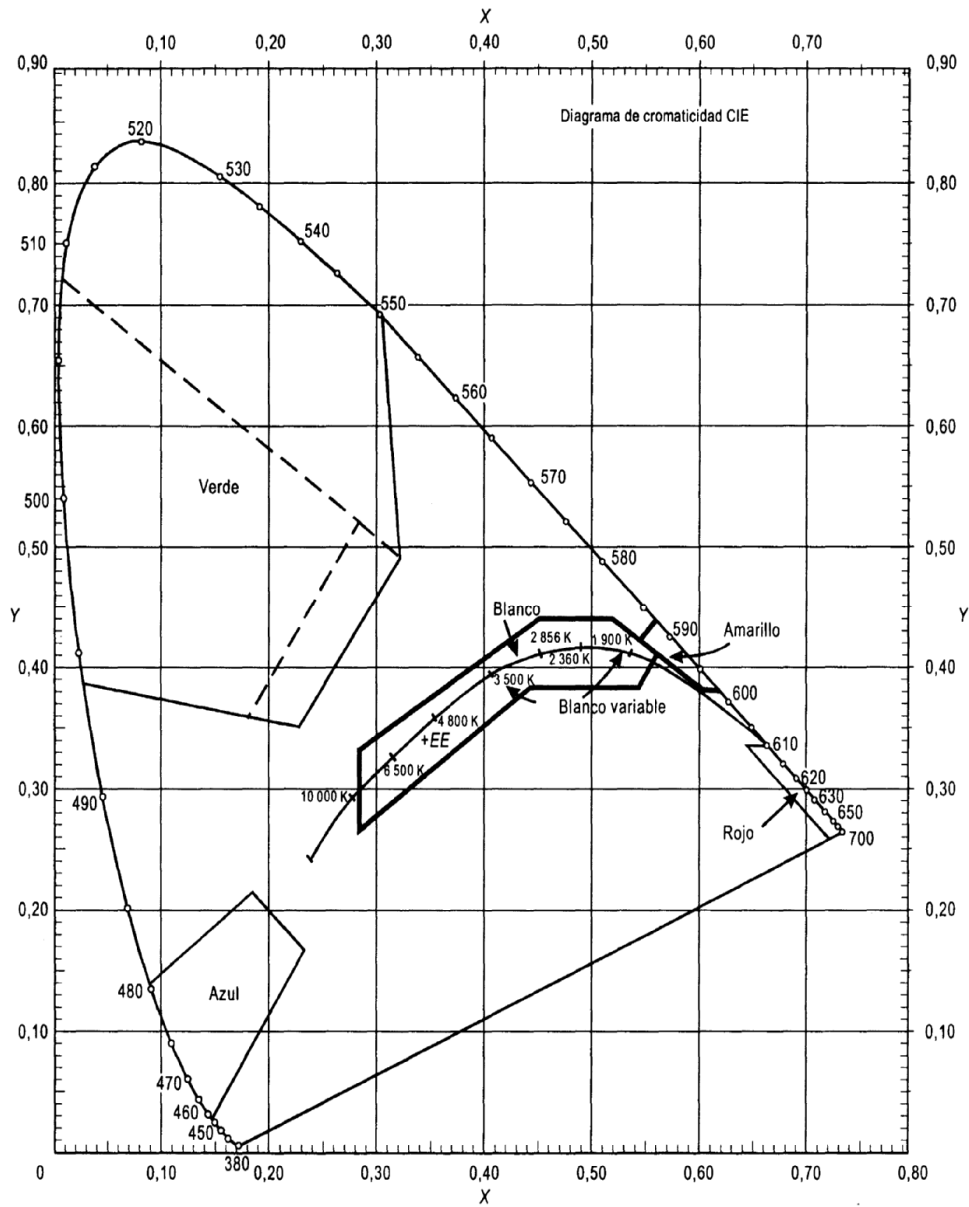 X
0,10 0,20 0,30 0,40 0,50 0,60 0,70
0,90 0,90
Diagrama de cromaticidad CIE
520
530
0,80 0,80
540
510
0,70 550 0,70
560
0,60 0,60
570
Verde
500
0,50 580 0,50
Y Blanco 590 Amarillo Y
2 856 K 1 900 K
0,40 2 360 K 0,40
3 500 K 600
4 800 K Blanco variable
+EE 610
6 500 K
620
490 0,30 10 000 K 630 0,30
650
Rojo 700
0,20 0,20
480 Azul
0,10 0,10
470
460
450
0 380
0,10 0,20 0,30 0,40 0,50 0,60 0,70 0,80
X